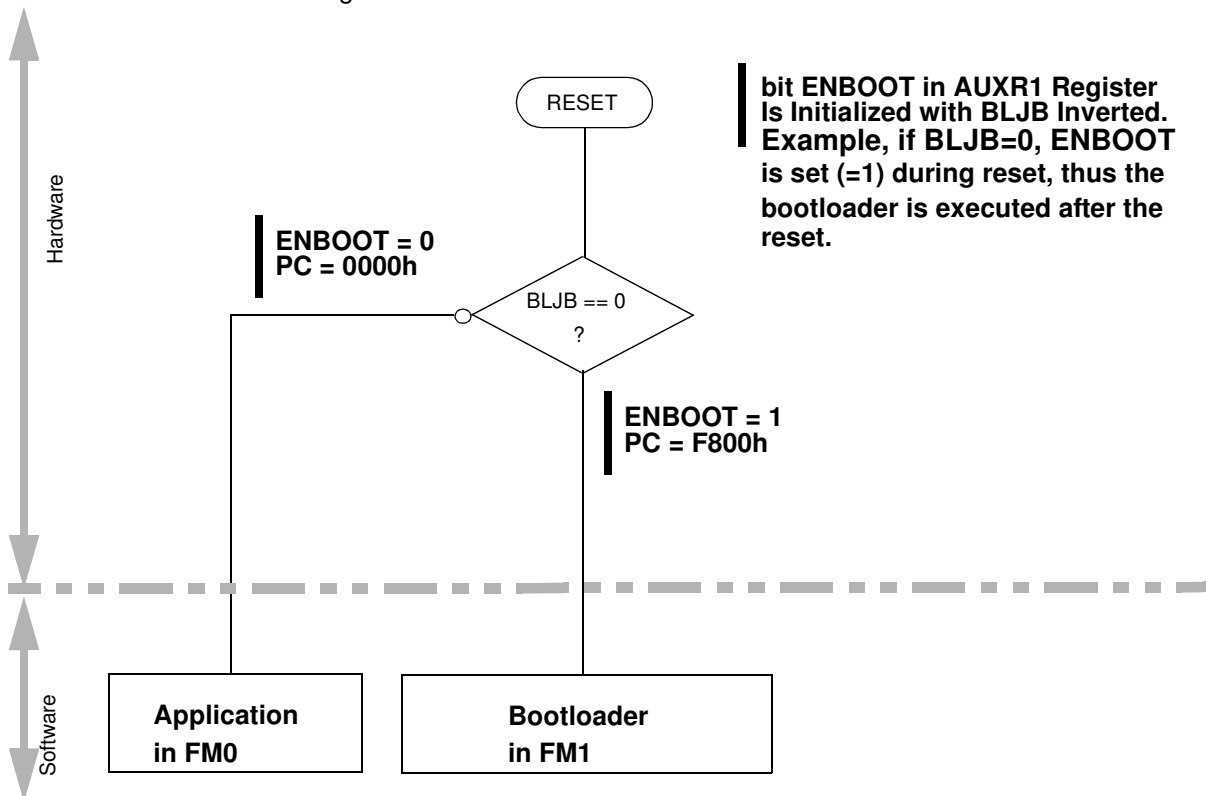 RESET
bit ENBOOT in AUXR1 Register
Is Initialized with BLJB Inverted.
Example, if BLJB=0, ENBOOT
is set (=1) during reset, thus the
bootloader is executed after the
reset.
Hardware
ENBOOT = 0
PC = 0000h
BLJB == 0
?
ENBOOT = 1
PC = F800h
Software
Application
in FM0
Bootloader
in FM1